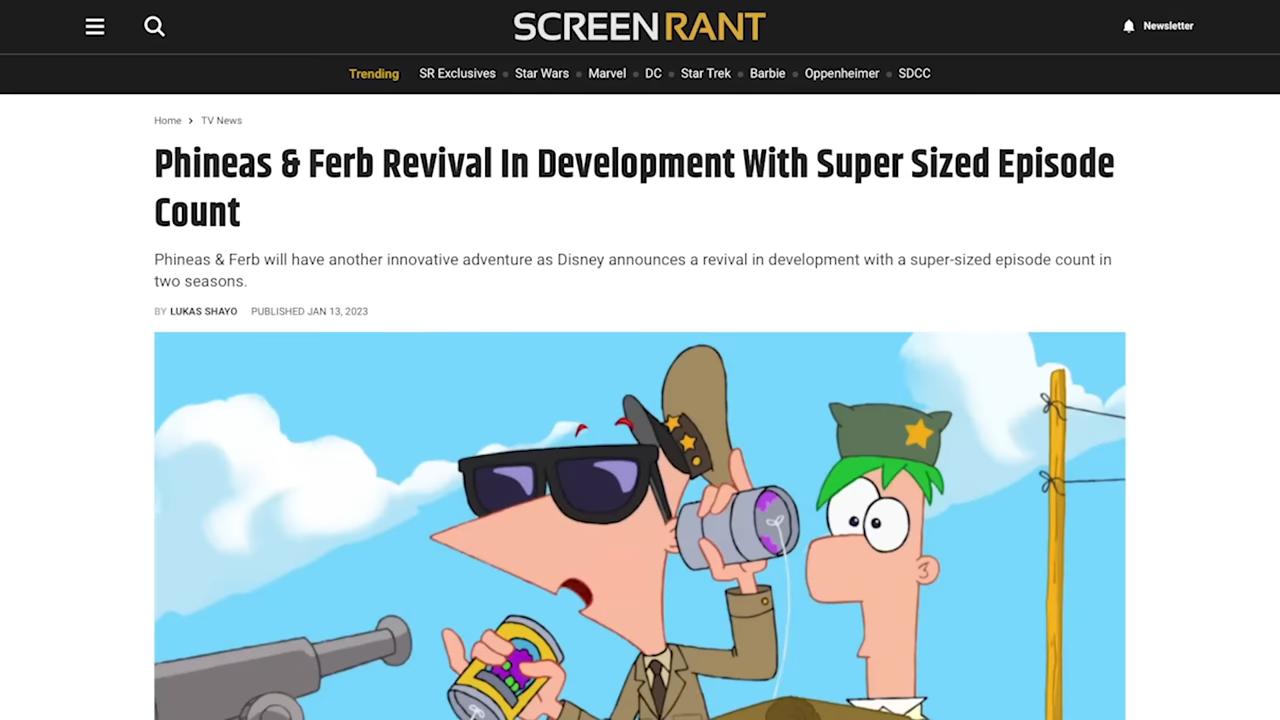 SCREENRANT
Newsletter
Trending SR Exclusives Star Wars Marvel DC Star Trek Barbie Oppenheimer SDCC
Home > TV News
Phineas & Ferb Revival In Development With Super Sized Episode
Count
Phineas & Ferb will have another innovative adventure as Disney announces a revival in development with a super-sized episode count in
two seasons.
BY LUKAS SHAYO PUBLISHED JAN 13, 2023